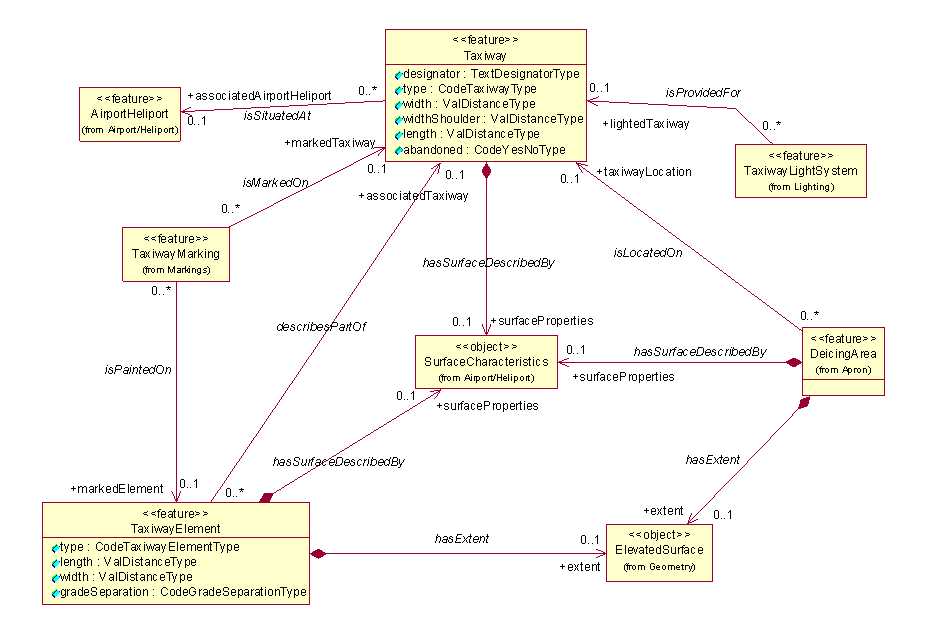 <<feature>>
Taxiway
designator : TextDesignatorType
type : CodeTaxiwayType
width : ValDistanceType
widthShoulder : ValDistanceType
length : ValDistanceType
abandoned : CodeYesNoType
<<feature>>
AirportHeliport
(from Airport/Heliport)
+associatedAirportHeliport
0..*
0..1
isSituatedAt
0..1
isProvidedFor
+lightedTaxiway
0..*
<<feature>>
TaxiwayLightSystem
(from Lighting)
+markedTaxiway
0..1
isMarkedOn
0..*
0..1
+associatedTaxiway
0..1
+taxiwayLocation
<<feature>>
TaxiwayMarking
(from Markings)
0..*
hasSurfaceDescribedBy
isLocatedOn
describesPartOf
0..1
+surfaceProperties
0..*
<<object>>
SurfaceCharacteristics
(from Airport/Heliport)
0..1
hasSurfaceDescribedBy
+surfaceProperties
<<feature>>
DeicingArea
(from Apron)
isPaintedOn
0..1
+surfaceProperties
hasSurfaceDescribedBy
hasExtent
+markedElement
0..1
0..*
+extent
0..1
<<feature>>
TaxiwayElement
type : CodeTaxiwayElementType
length : ValDistanceType
width : ValDistanceType
gradeSeparation : CodeGradeSeparationType
hasExtent
0..1
+extent
<<object>>
ElevatedSurface
(from Geometry)